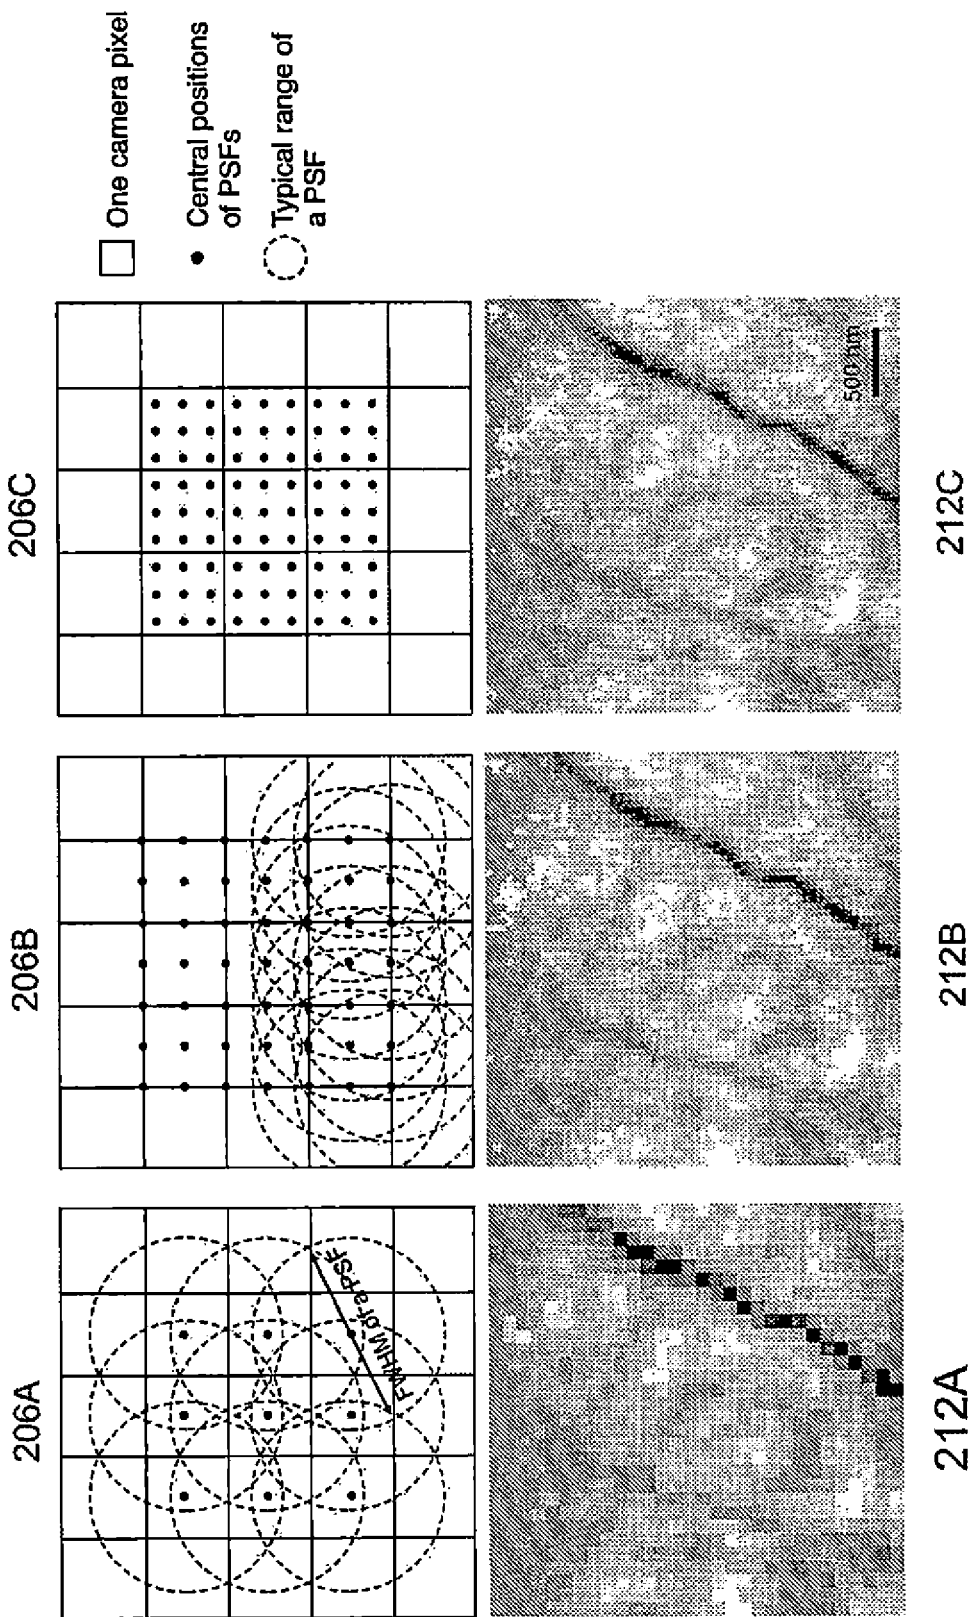 206A
206B
206C
One camera pixel
Central positions
of PSFs
Typical range of
a PSF
FWHM of a PSF
500 nm
212A
212B
212C